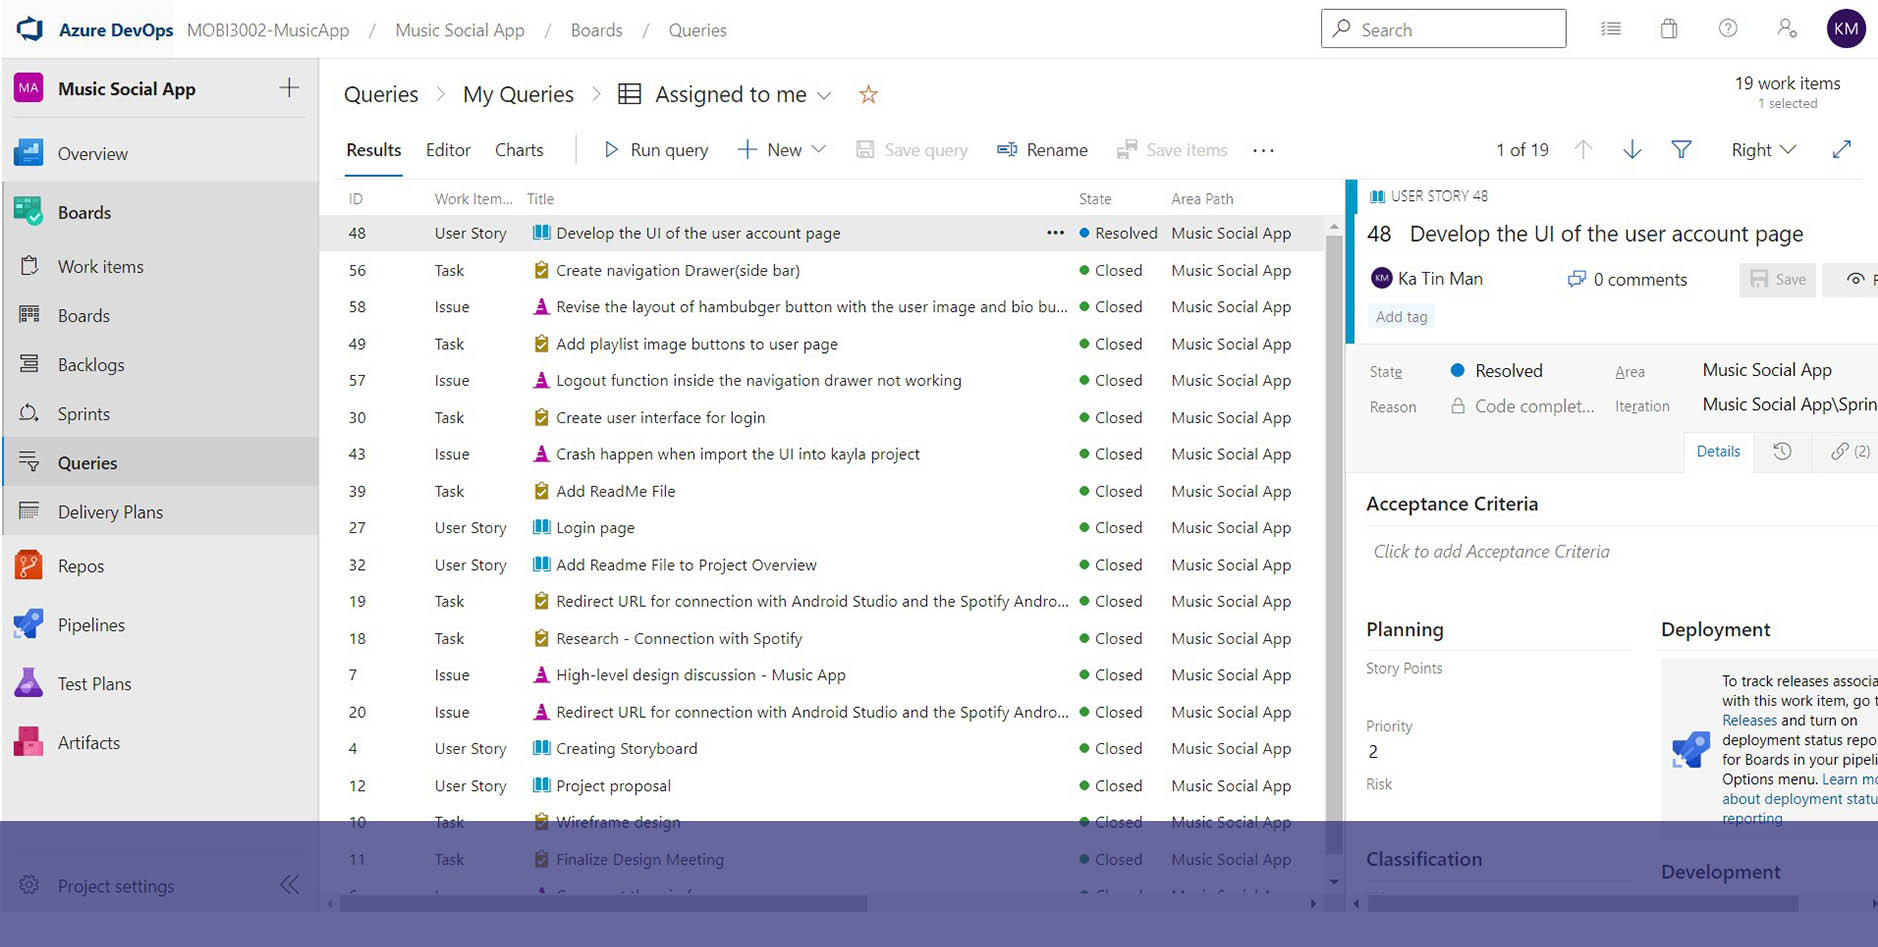 Azure DevOps MOBI3002-MusicApp / Music Social App / Boards / Queries Search KM
MA Music Social App
Overview
Boards
Work items
Boards
Backlogs
Sprints
Queries
Delivery Plans
Repos
Pipelines
Test Plans
Artifacts
Project settings
Queries > My Queries > Assigned to me
19 work items
1 selected
Results Editor Charts Run query New Save query Rename Save items ... 1 of 19 Right
ID Work Item... Title State Area Path
48 User Story Develop the UI of the user account page ... Resolved Music Social App
56 Task Create navigation Drawer(side bar) Closed Music Social App
58 Issue Revise the layout of hambubger button with the user image and bio bu... Closed Music Social App
49 Task Add playlist image buttons to user page Closed Music Social App
57 Issue Logout function inside the navigation drawer not working Closed Music Social App
30 Task Create user interface for login Closed Music Social App
43 Issue Crash happen when import the UI into kayla project Closed Music Social App
39 Task Add ReadMe File Closed Music Social App
27 User Story Login page Closed Music Social App
32 User Story Add Readme File to Project Overview Closed Music Social App
19 Task Redirect URL for connection with Android Studio and the Spotify Andro... Closed Music Social App
18 Task Research - Connection with Spotify Closed Music Social App
7 Issue High-level design discussion - Music App Closed Music Social App
20 Issue Redirect URL for connection with Android Studio and the Spotify Andro... Closed Music Social App
4 User Story Creating Storyboard Closed Music Social App
12 User Story Project proposal Closed Music Social App
10 Task Wireframe design Closed Music Social App
11 Task Finalize Design Meeting Closed Music Social App
USER STORY 48
48 Develop the UI of the user account page
KM Ka Tin Man 0 comments Save
Add tag
State Resolved Area Music Social App
Reason Code complet... Iteration Music Social App\Sprin
Details (2)
Acceptance Criteria
Click to add Acceptance Criteria
Planning
Story Points
Priority
2
Risk
Classification
Deployment
To track releases associa
with this work item, go t
Releases and turn on
deployment status repo
for Boards in your pipeli
Options menu. Learn mo
about deployment statu
reporting
Development